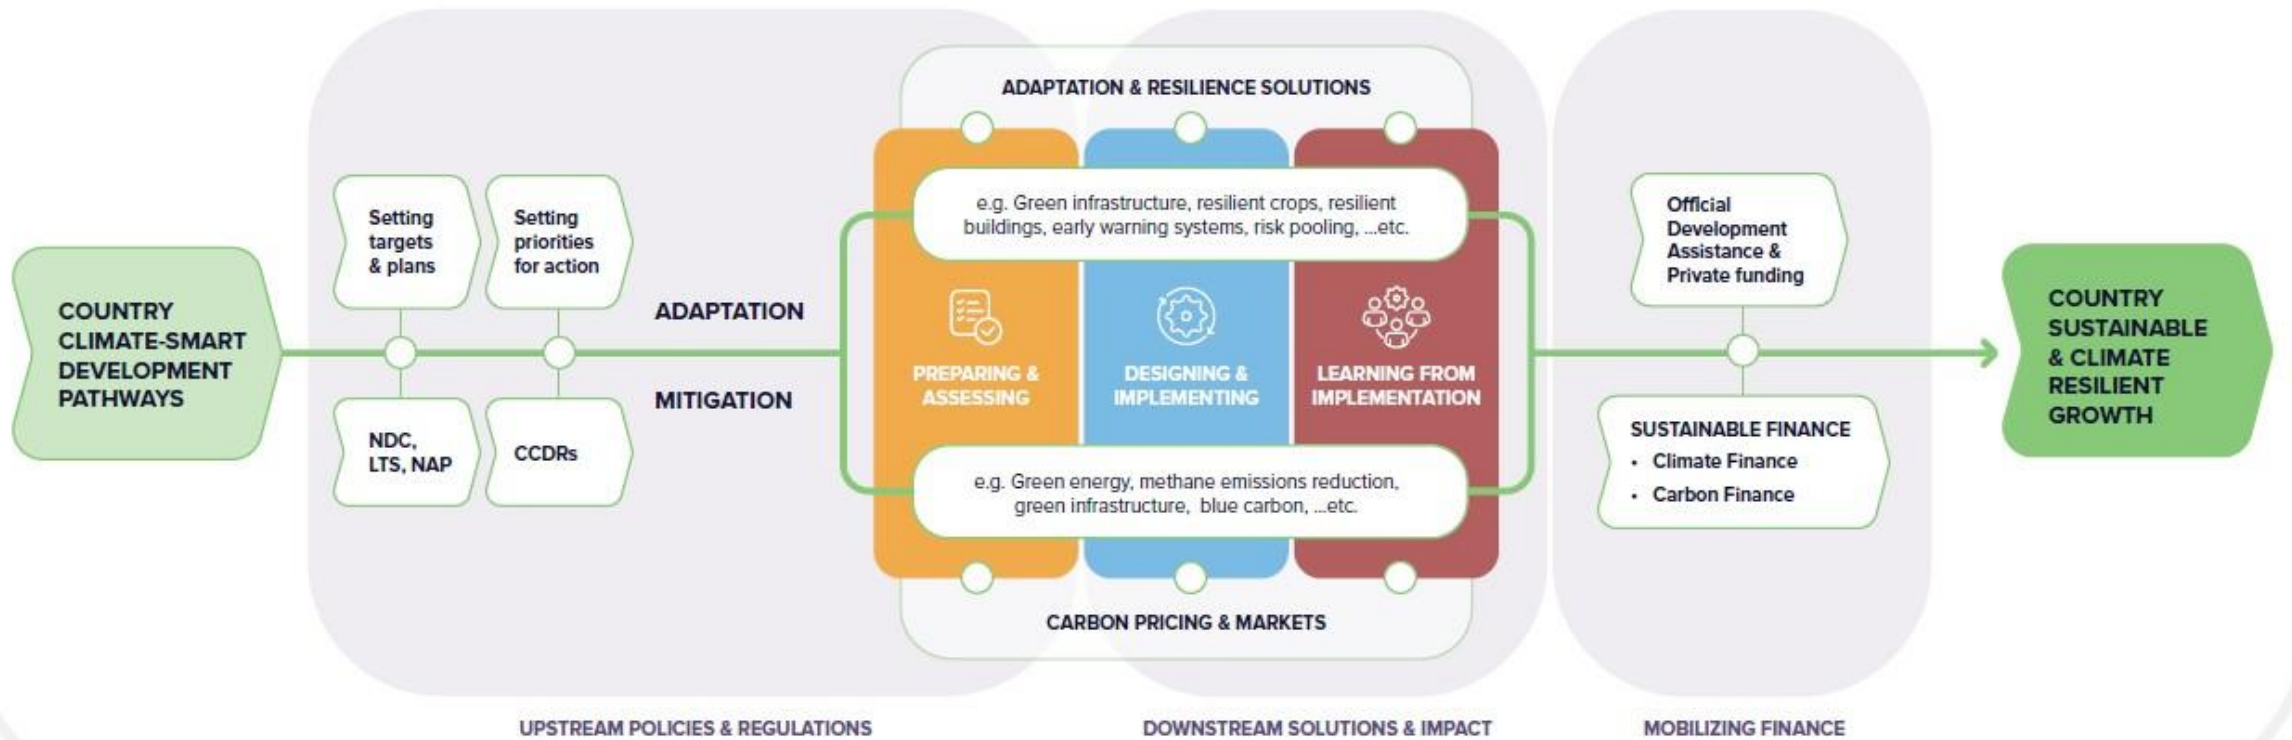 COUNTRY
CLIMATE-SMART
DEVELOPMENT
PATHWAYS
Setting
targets
& plans
Setting
priorities
for action
NDC,
LTS, NAP
CCDRs
ADAPTATION
MITIGATION
ADAPTATION & RESILIENCE SOLUTIONS
e.g. Green infrastructure, resilient crops, resilient
buildings, early warning systems, risk pooling, ...etc.
PREPARING &
ASSESSING
DESIGNING &
IMPLEMENTING
LEARNING FROM
IMPLEMENTATION
e.g. Green energy, methane emissions reduction,
green infrastructure, blue carbon, ...etc.
CARBON PRICING & MARKETS
Official
Development
Assistance &
Private funding
SUSTAINABLE FINANCE
• Climate Finance
• Carbon Finance
COUNTRY
SUSTAINABLE
& CLIMATE
RESILIENT
GROWTH
UPSTREAM POLICIES & REGULATIONS
DOWNSTREAM SOLUTIONS & IMPACT
MOBILIZING FINANCE